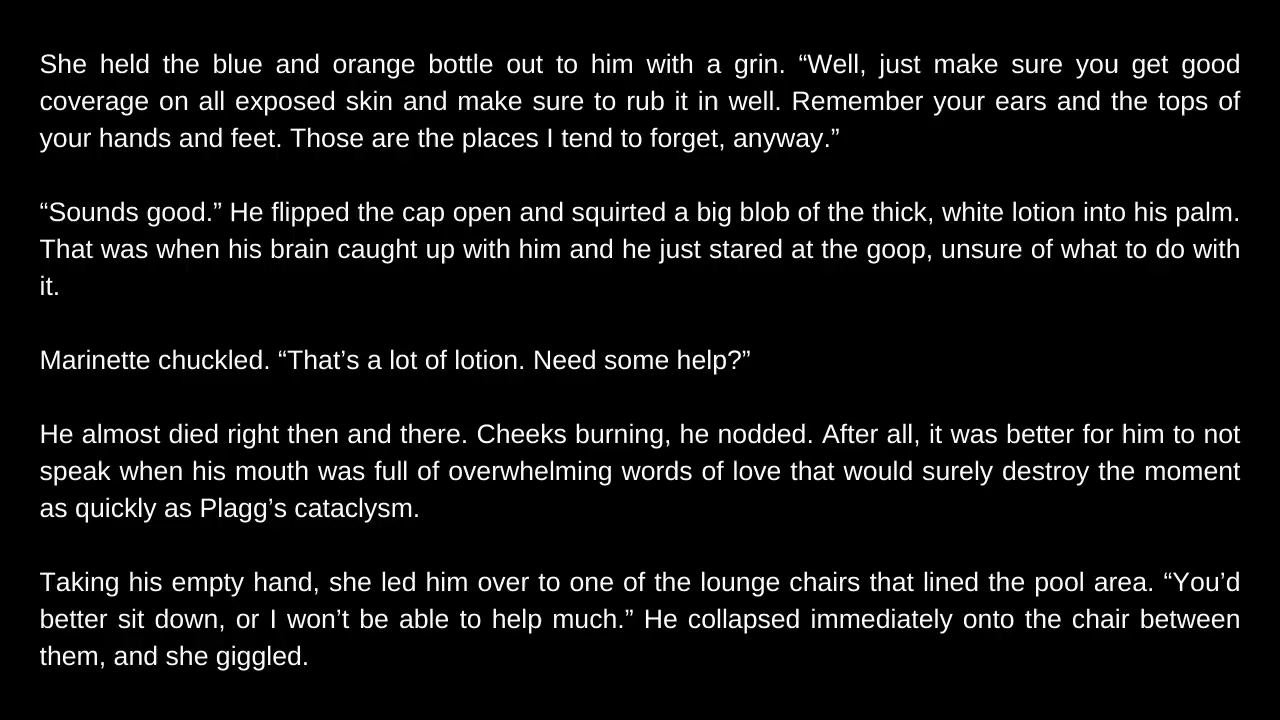 She held the blue and orange bottle out to him with a grin. “Well, just make sure you get good
coverage on all exposed skin and make sure to rub it in well. Remember your ears and the tops of
your hands and feet. Those are the places I tend to forget, anyway.”
“Sounds good.” He flipped the cap open and squirted a big blob of the thick, white lotion into his palm.
That was when his brain caught up with him and he just stared at the goop, unsure of what to do with
it.
Marinette chuckled. “That’s a lot of lotion. Need some help?”
He almost died right then and there. Cheeks burning, he nodded. After all, it was better for him to not
speak when his mouth was full of overwhelming words of love that would surely destroy the moment
as quickly as Plagg’s cataclysm.
Taking his empty hand, she led him over to one of the lounge chairs that lined the pool area. “You’d
better sit down, or I won’t be able to help much.” He collapsed immediately onto the chair between
them, and she giggled.